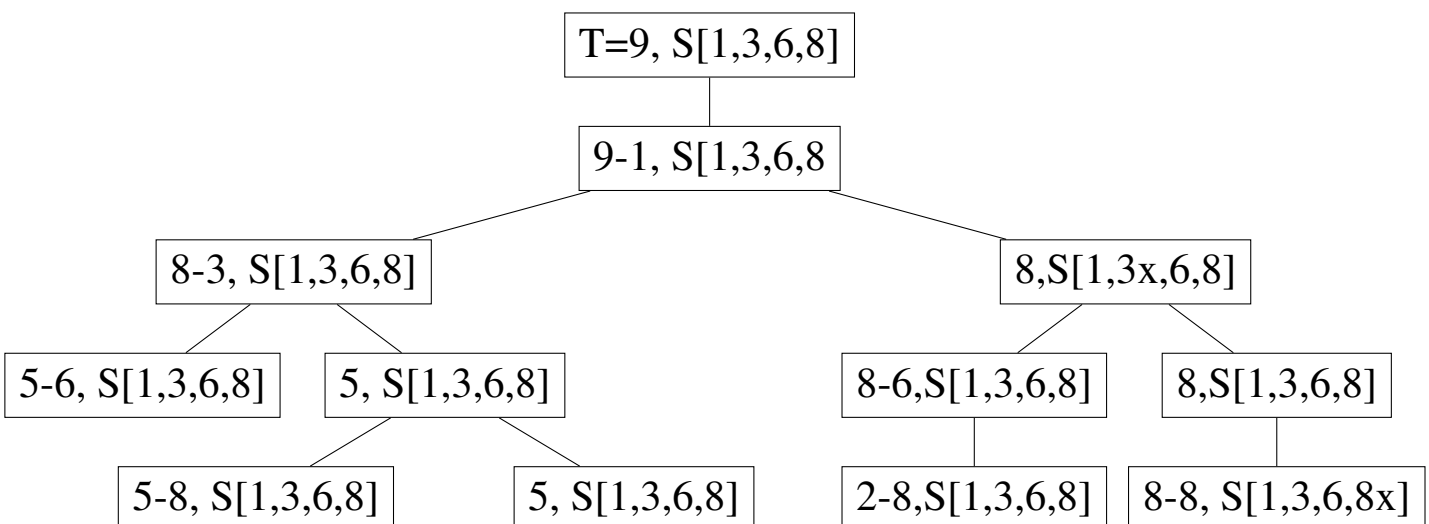 T=9, S[1,3,6,8]
9-1, S[1,3,6,8
8-3, S[1,3,6,8]
8,S[1,3x,6,8]
5-6, S[1,3,6,8]
5, S[1,3,6,8]
8-6,S[1,3,6,8]
8,S[1,3,6,8]
5-8, S[1,3,6,8]
5, S[1,3,6,8]
2-8,S[1,3,6,8]
8-8, S[1,3,6,8x]